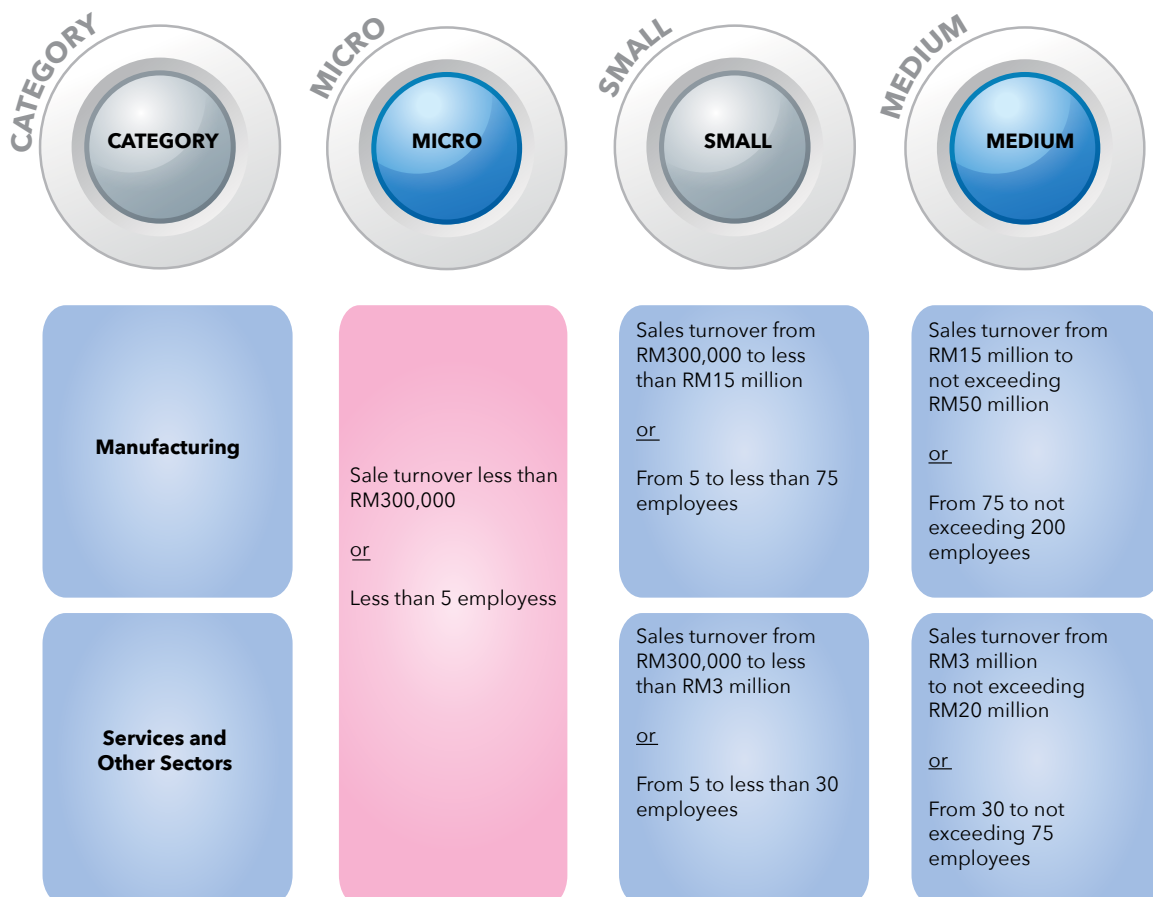 CATEGORY
MICRO
SMALL
MEDIUM
CATEGORY
MICRO
SMALL
MEDIUM
Manufacturing
Sale turnover less than
RM300,000
or
Less than 5 employess
Sales turnover from
RM300,000 to less
than RM15 million
or
From 5 to less than 75
employees
Sales turnover from
RM15 million to
not exceeding
RM50 million
or
From 75 to not
exceeding 200
employees
Services and
Other Sectors
Sales turnover from
RM300,000 to less
than RM3 million
or
From 5 to less than 30
employees
Sales turnover from
RM3 million
to not exceeding
RM20 million
or
From 30 to not
exceeding 75
employees